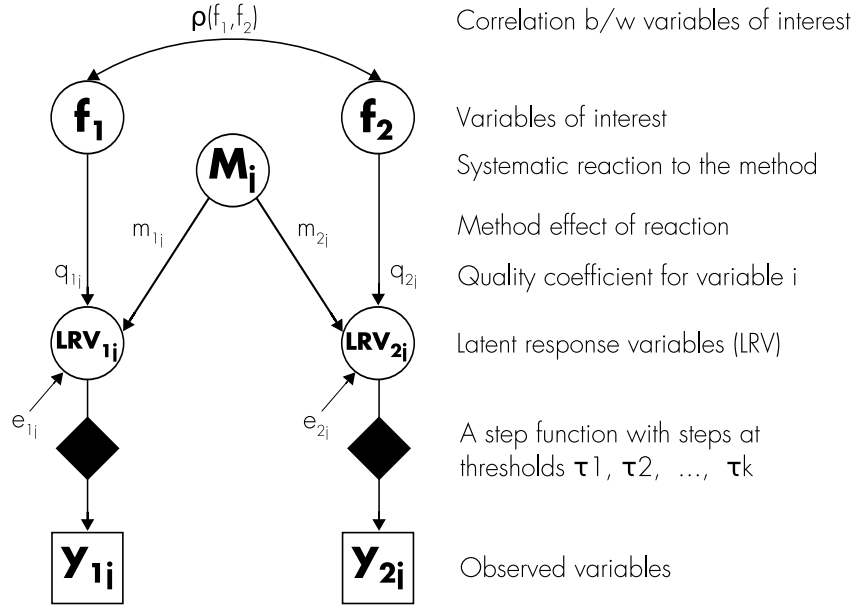 ρ(f₁,f₂)
Correlation b/w variables of interest
f₁
f₂
Variables of interest
Mⱼ
Systematic reaction to the method
m₁ⱼ
m₂ⱼ
Method effect of reaction
q₁ⱼ
q₂ⱼ
Quality coefficient for variable i
LRV₁ⱼ
LRV₂ⱼ
Latent response variables (LRV)
e₁ⱼ
e₂ⱼ
A step function with steps at
thresholds τ1, τ2, ..., τk
y₁ⱼ
y₂ⱼ
Observed variables